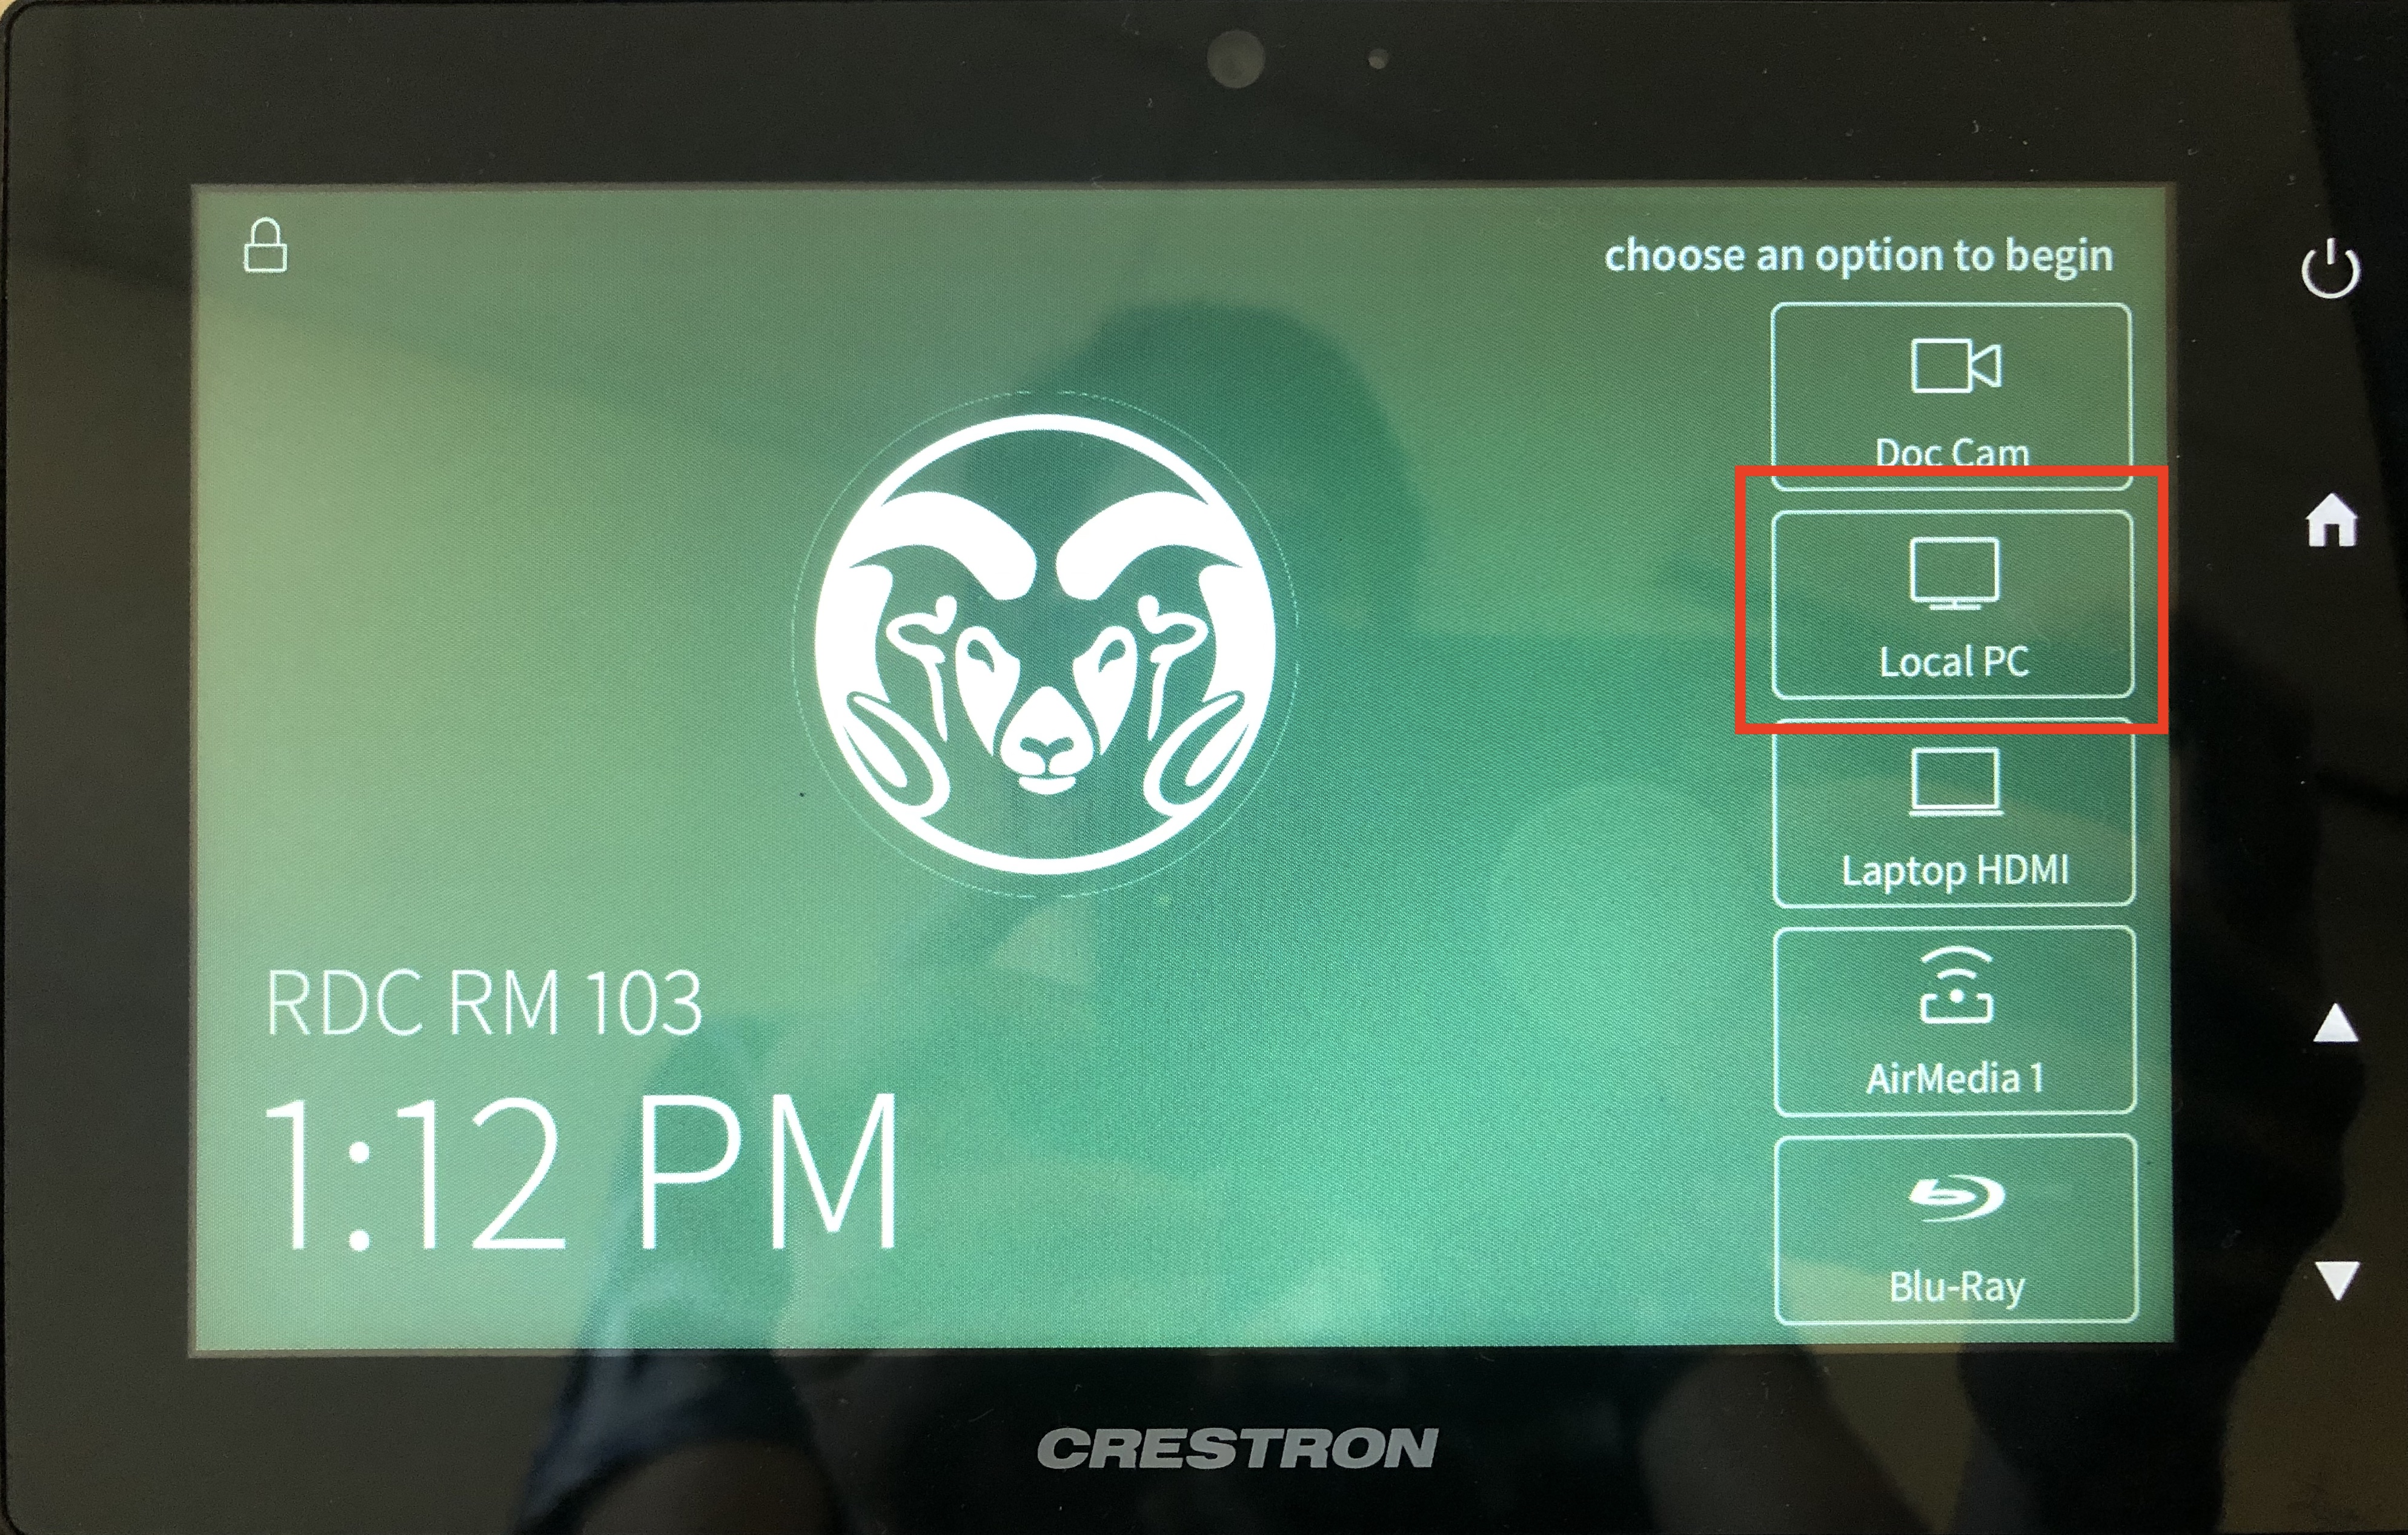 choose an option to begin
Doc Cam
Local PC
Laptop HDMI
AirMedia 1
Blu-Ray
RDC RM 103
1:12 PM
CRESTRON